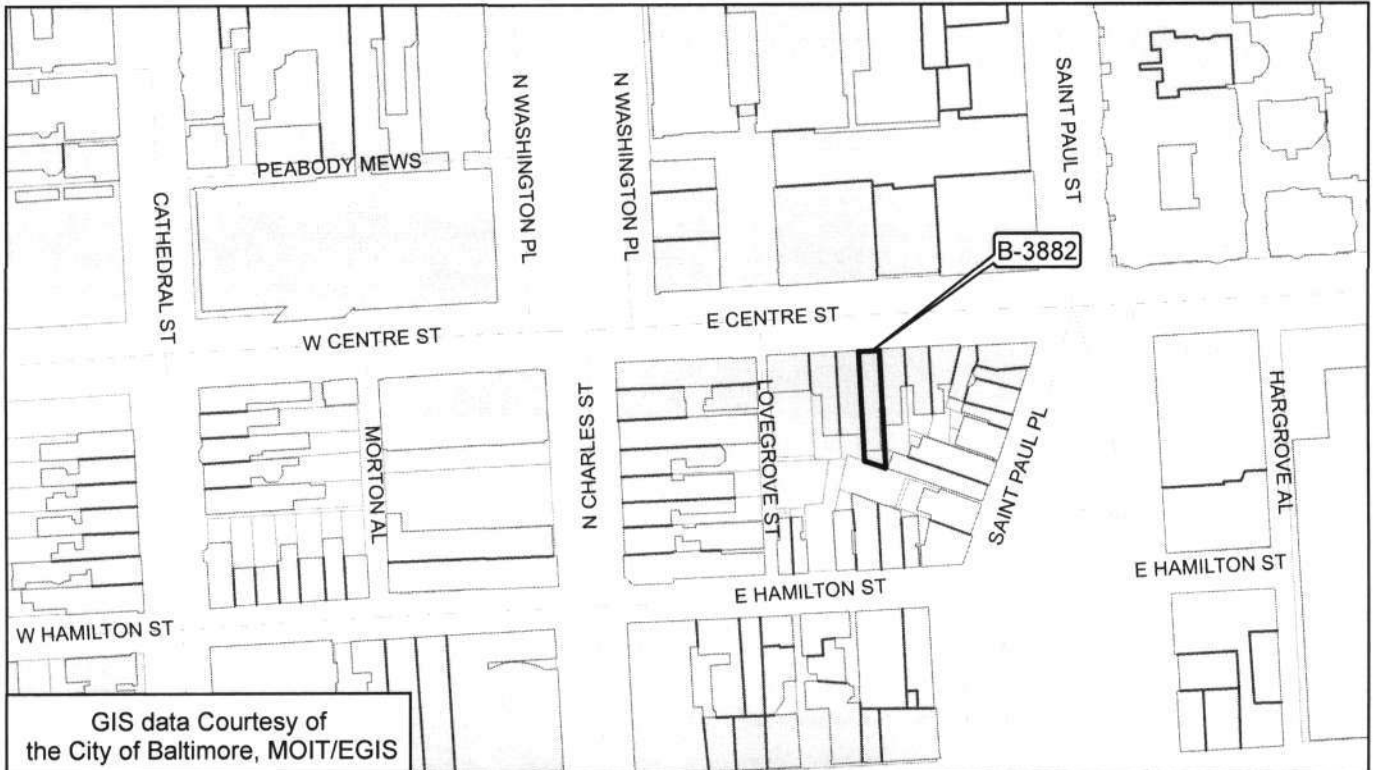 N WASHINGTON PL
N WASHINGTON PL
SAINT PAUL ST
PEABODY MEWS
CATHEDRAL ST
B-3882
E CENTRE ST
W CENTRE ST
N CHARLES ST
LOVEGROVE ST
HARGROVE AL
MORTON AL
SAINT PAUL PL
E HAMILTON ST
E HAMILTON ST
W HAMILTON ST
GIS data Courtesy of
the City of Baltimore, MOIT/EGIS